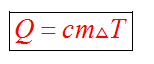 Q = cm△T